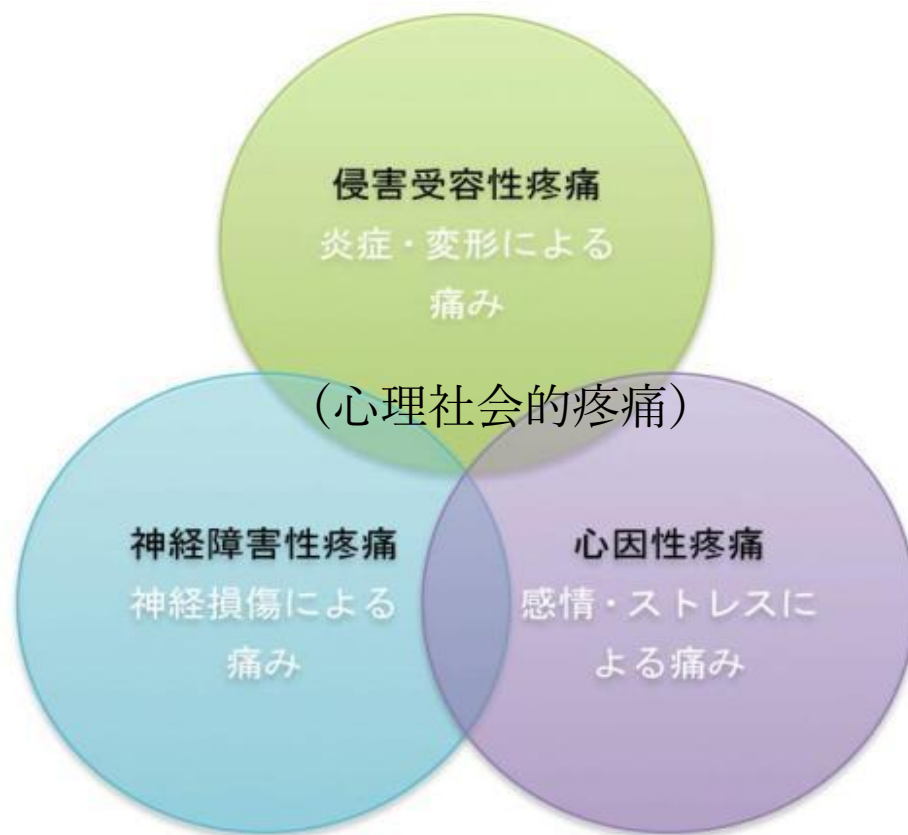 侵害受容性疼痛
炎症・変形による
痛み
（心理社会的疼痛）
神経障害性疼痛
神経損傷による
痛み
心因性疼痛
感情・ストレスに
よる痛み